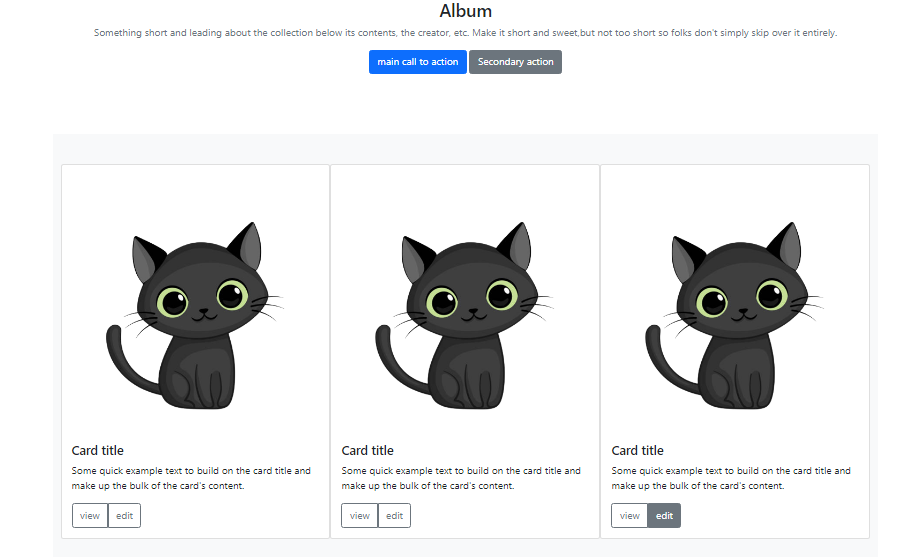 Album
Something short and leading about the collection below its contents, the creator, etc. Make it short and sweet,but not too short so folks don't simply skip over it entirely.
main call to action Secondary action
Card title
Some quick example text to build on the card title and
make up the bulk of the card's content.
view edit
Card title
Some quick example text to build on the card title and
make up the bulk of the card's content.
view edit
Card title
Some quick example text to build on the card title and
make up the bulk of the card's content.
view edit